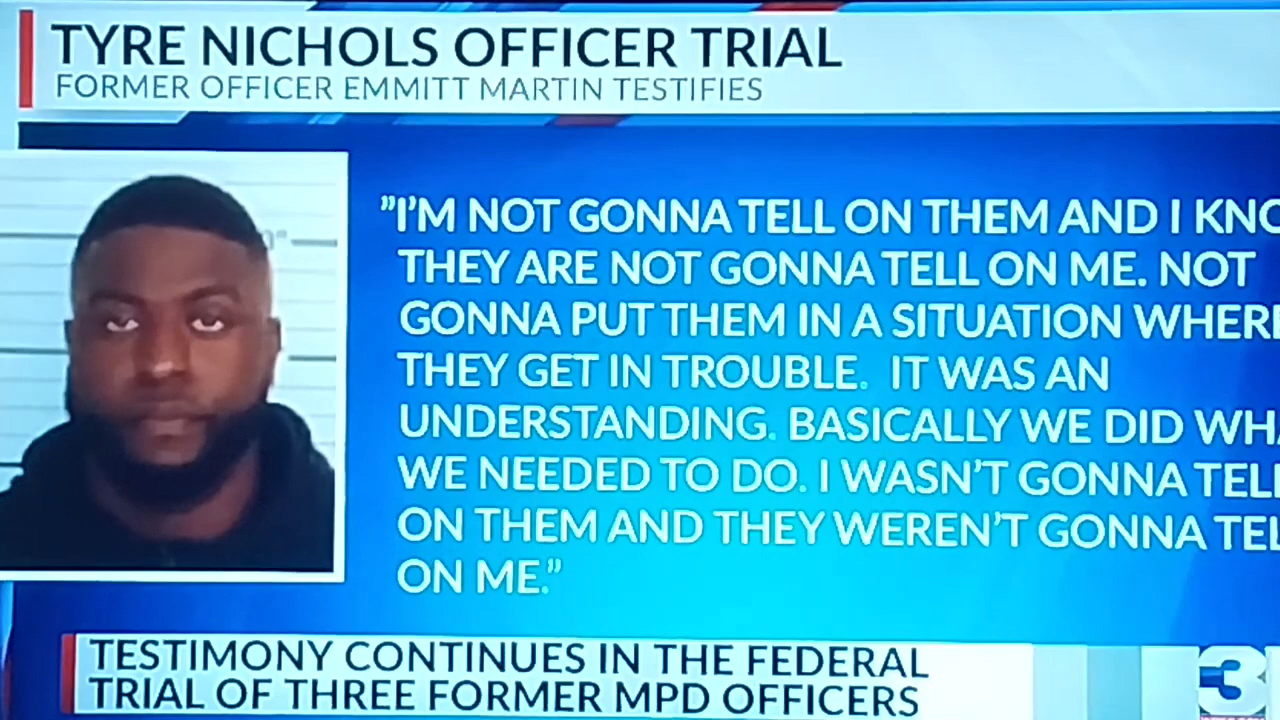 TYRE NICHOLS OFFICER TRIAL
FORMER OFFICER EMMITT MARTIN TESTIFIES
"I'M NOT GONNA TELL ON THEM AND I KNO
THEY ARE NOT GONNA TELL ON ME. NOT
GONNA PUT THEM IN A SITUATION WHERE
THEY GET IN TROUBLE. IT WAS AN
UNDERSTANDING. BASICALLY WE DID WHA
WE NEEDED TO DO. I WASN'T GONNA TELL
ON THEM AND THEY WEREN'T GONNA TEL
ON ME."
TESTIMONY CONTINUES IN THE FEDERAL
TRIAL OF THREE FORMER MPD OFFICERS
3